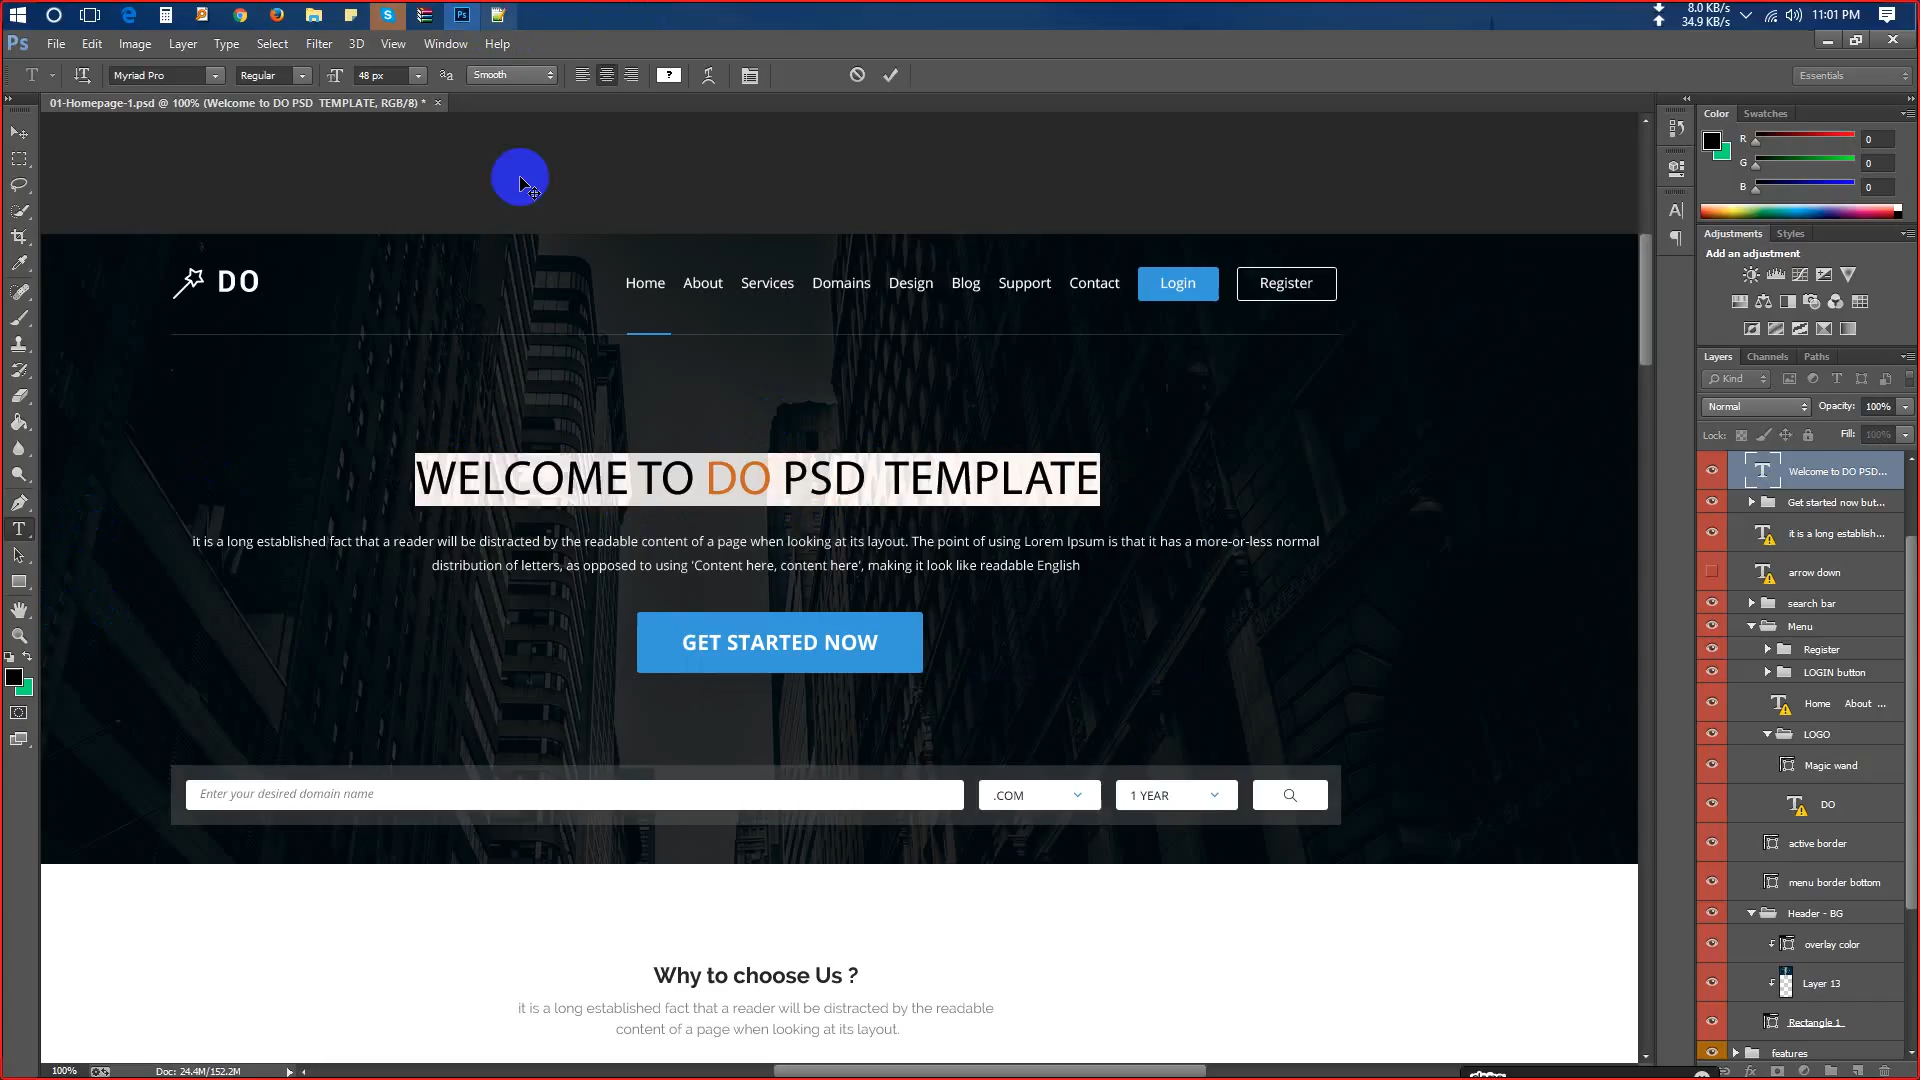 8.0 KB/s
34.9 KB/s
11:01 PM
Ps File Edit Image Layer Type Select Filter 3D View Window Help
T Myriad Pro Regular 48 px Smooth Essentials
01-Homepage-1.psd @ 100% (Welcome to DO PSD  TEMPLATE, RGB/8) *
Color Swatches
R 0
G 0
B 0
Adjustments Styles
Add an adjustment
Layers Channels Paths
Kind
Normal Opacity: 100%
Lock: Fill: 100%
Welcome to DO PSD...
Get started now but...
it is a long establish...
arrow down
search bar
Menu
Register
LOGIN button
Home About ...
LOGO
Magic wand
DO
active border
menu border bottom
Header - BG
overlay color
Layer 13
Rectangle 1
features
DO
Home About Services Domains Design Blog Support Contact Login Register
WELCOME TO DO PSD TEMPLATE
it is a long established fact that a reader will be distracted by the readable content of a page when looking at its layout. The point of using Lorem Ipsum is that it has a more-or-less normal
distribution of letters, as opposed to using 'Content here, content here', making it look like readable English
GET STARTED NOW
Enter your desired domain name .COM 1 YEAR
Why to choose Us ?
it is a long established fact that a reader will be distracted by the readable
content of a page when looking at its layout.
100% Doc: 24.4M/152.2M